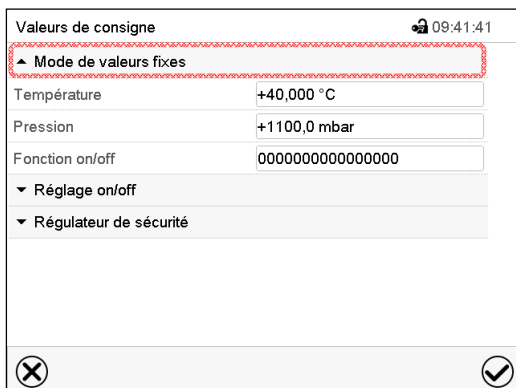 Valeurs de consigne 09:41:41
Mode de valeurs fixes
Température +40,000 °C
Pression +1100,0 mbar
Fonction on/off 0000000000000000
Réglage on/off
Régulateur de sécurité